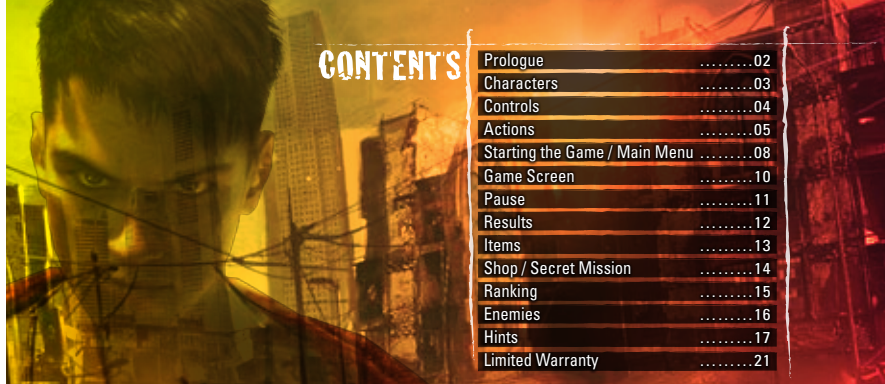 CONTENTS
Prologue .........02
Characters .........03
Controls .........04
Actions .........05
Starting the Game / Main Menu .........08
Game Screen .........10
Pause .........11
Results .........12
Items .........13
Shop / Secret Mission .........14
Ranking .........15
Enemies .........16
Hints .........17
Limited Warranty .........21